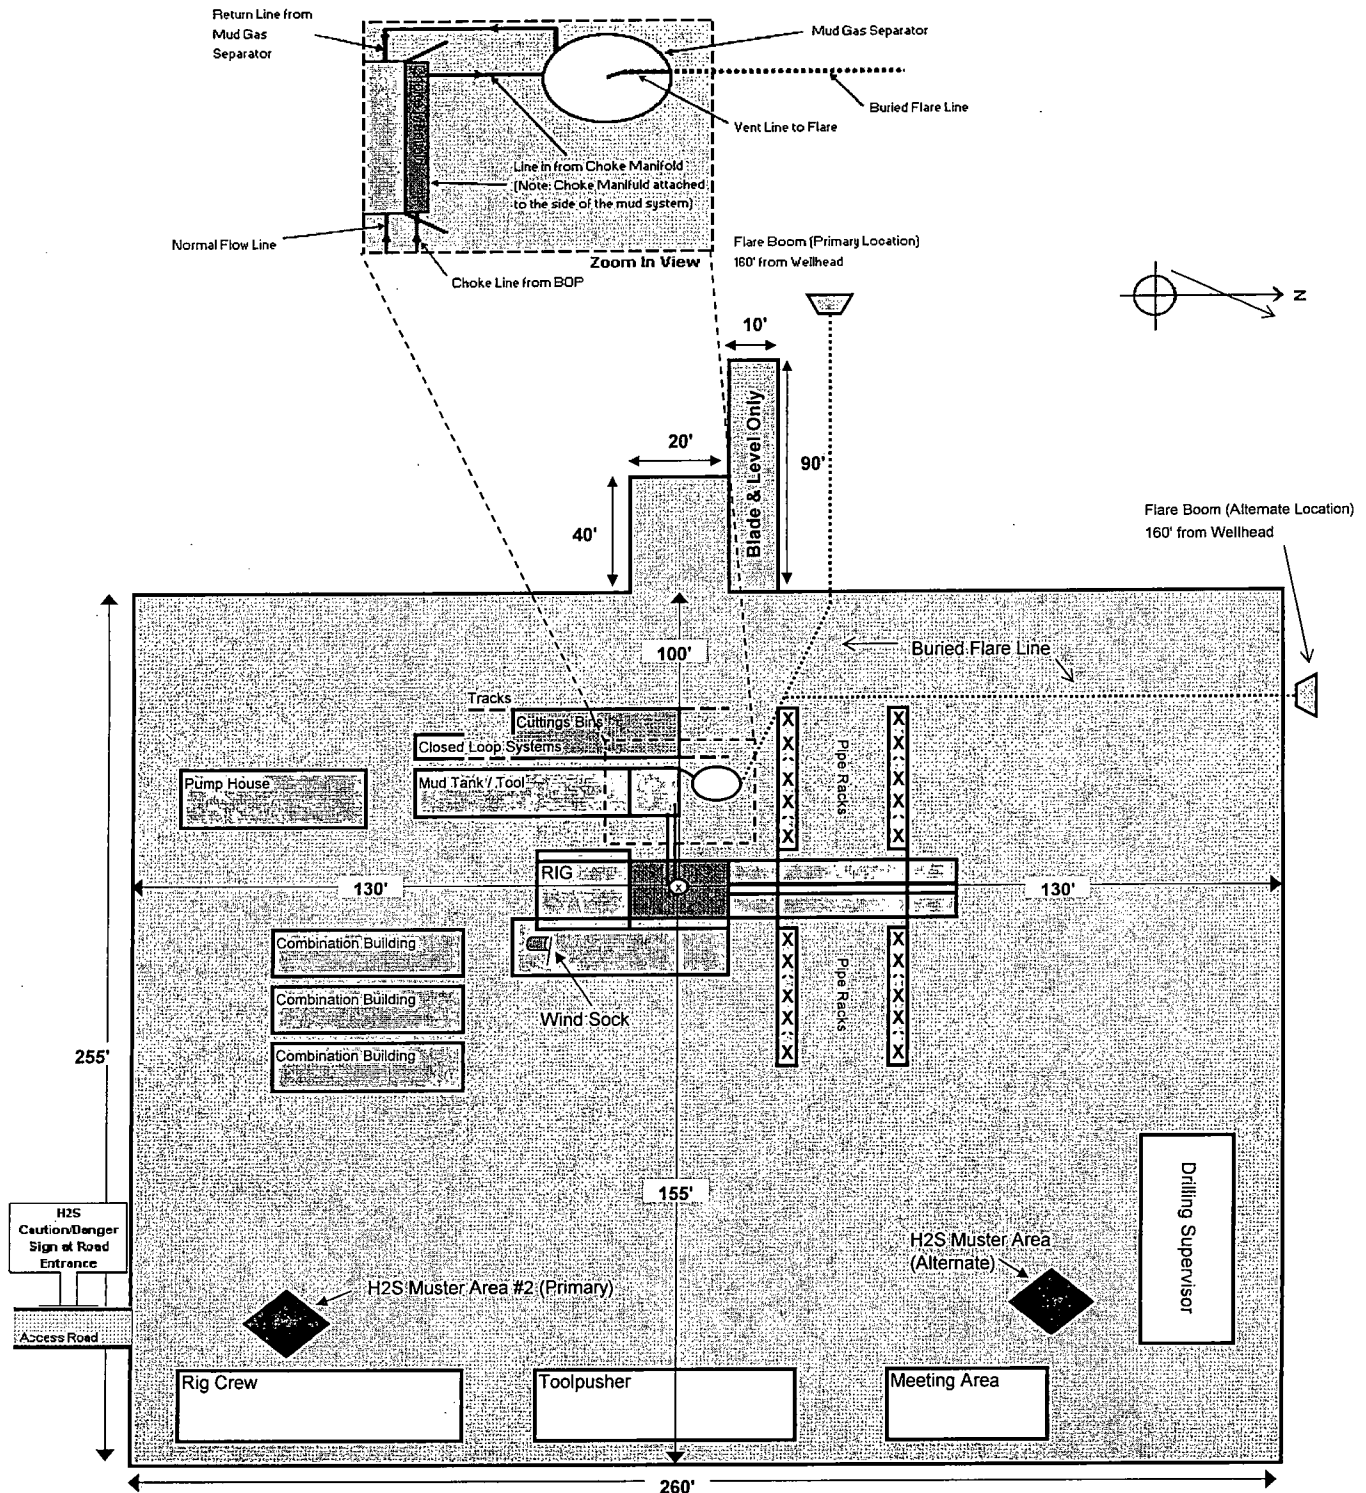 Return Line from
Mud Gas
Separator
Mud Gas Separator
Buried Flare Line
Vent Line to Flare
Line in from Choke Manifold
(Note: Choke Manifold attached
to the side of the mud system)
Normal Flow Line
Choke Line from BOP
Zoom In View
Flare Boom (Primary Location)
160' from Wellhead
N
10'
Blade & Level Only
90'
20'
40'
Flare Boom (Alternate Location)
160' from Wellhead
100'
Buried Flare Line
Tracks
Cuttings Bins
Closed Loop Systems
Mud Tank / Tool
Pump House
X
X
X
X
X
X
X
X
Pipe Racks
RIG
X
130'
130'
Combination Building
Combination Building
Combination Building
Wind Sock
X
X
X
X
X
X
X
X
Pipe Racks
255'
155'
Drilling Supervisor
H2S
Caution/Danger
Sign at Road
Entrance
Access Road
H2S Muster Area #2 (Primary)
H2S Muster Area
(Alternate)
Rig Crew
Toolpusher
Meeting Area
260'